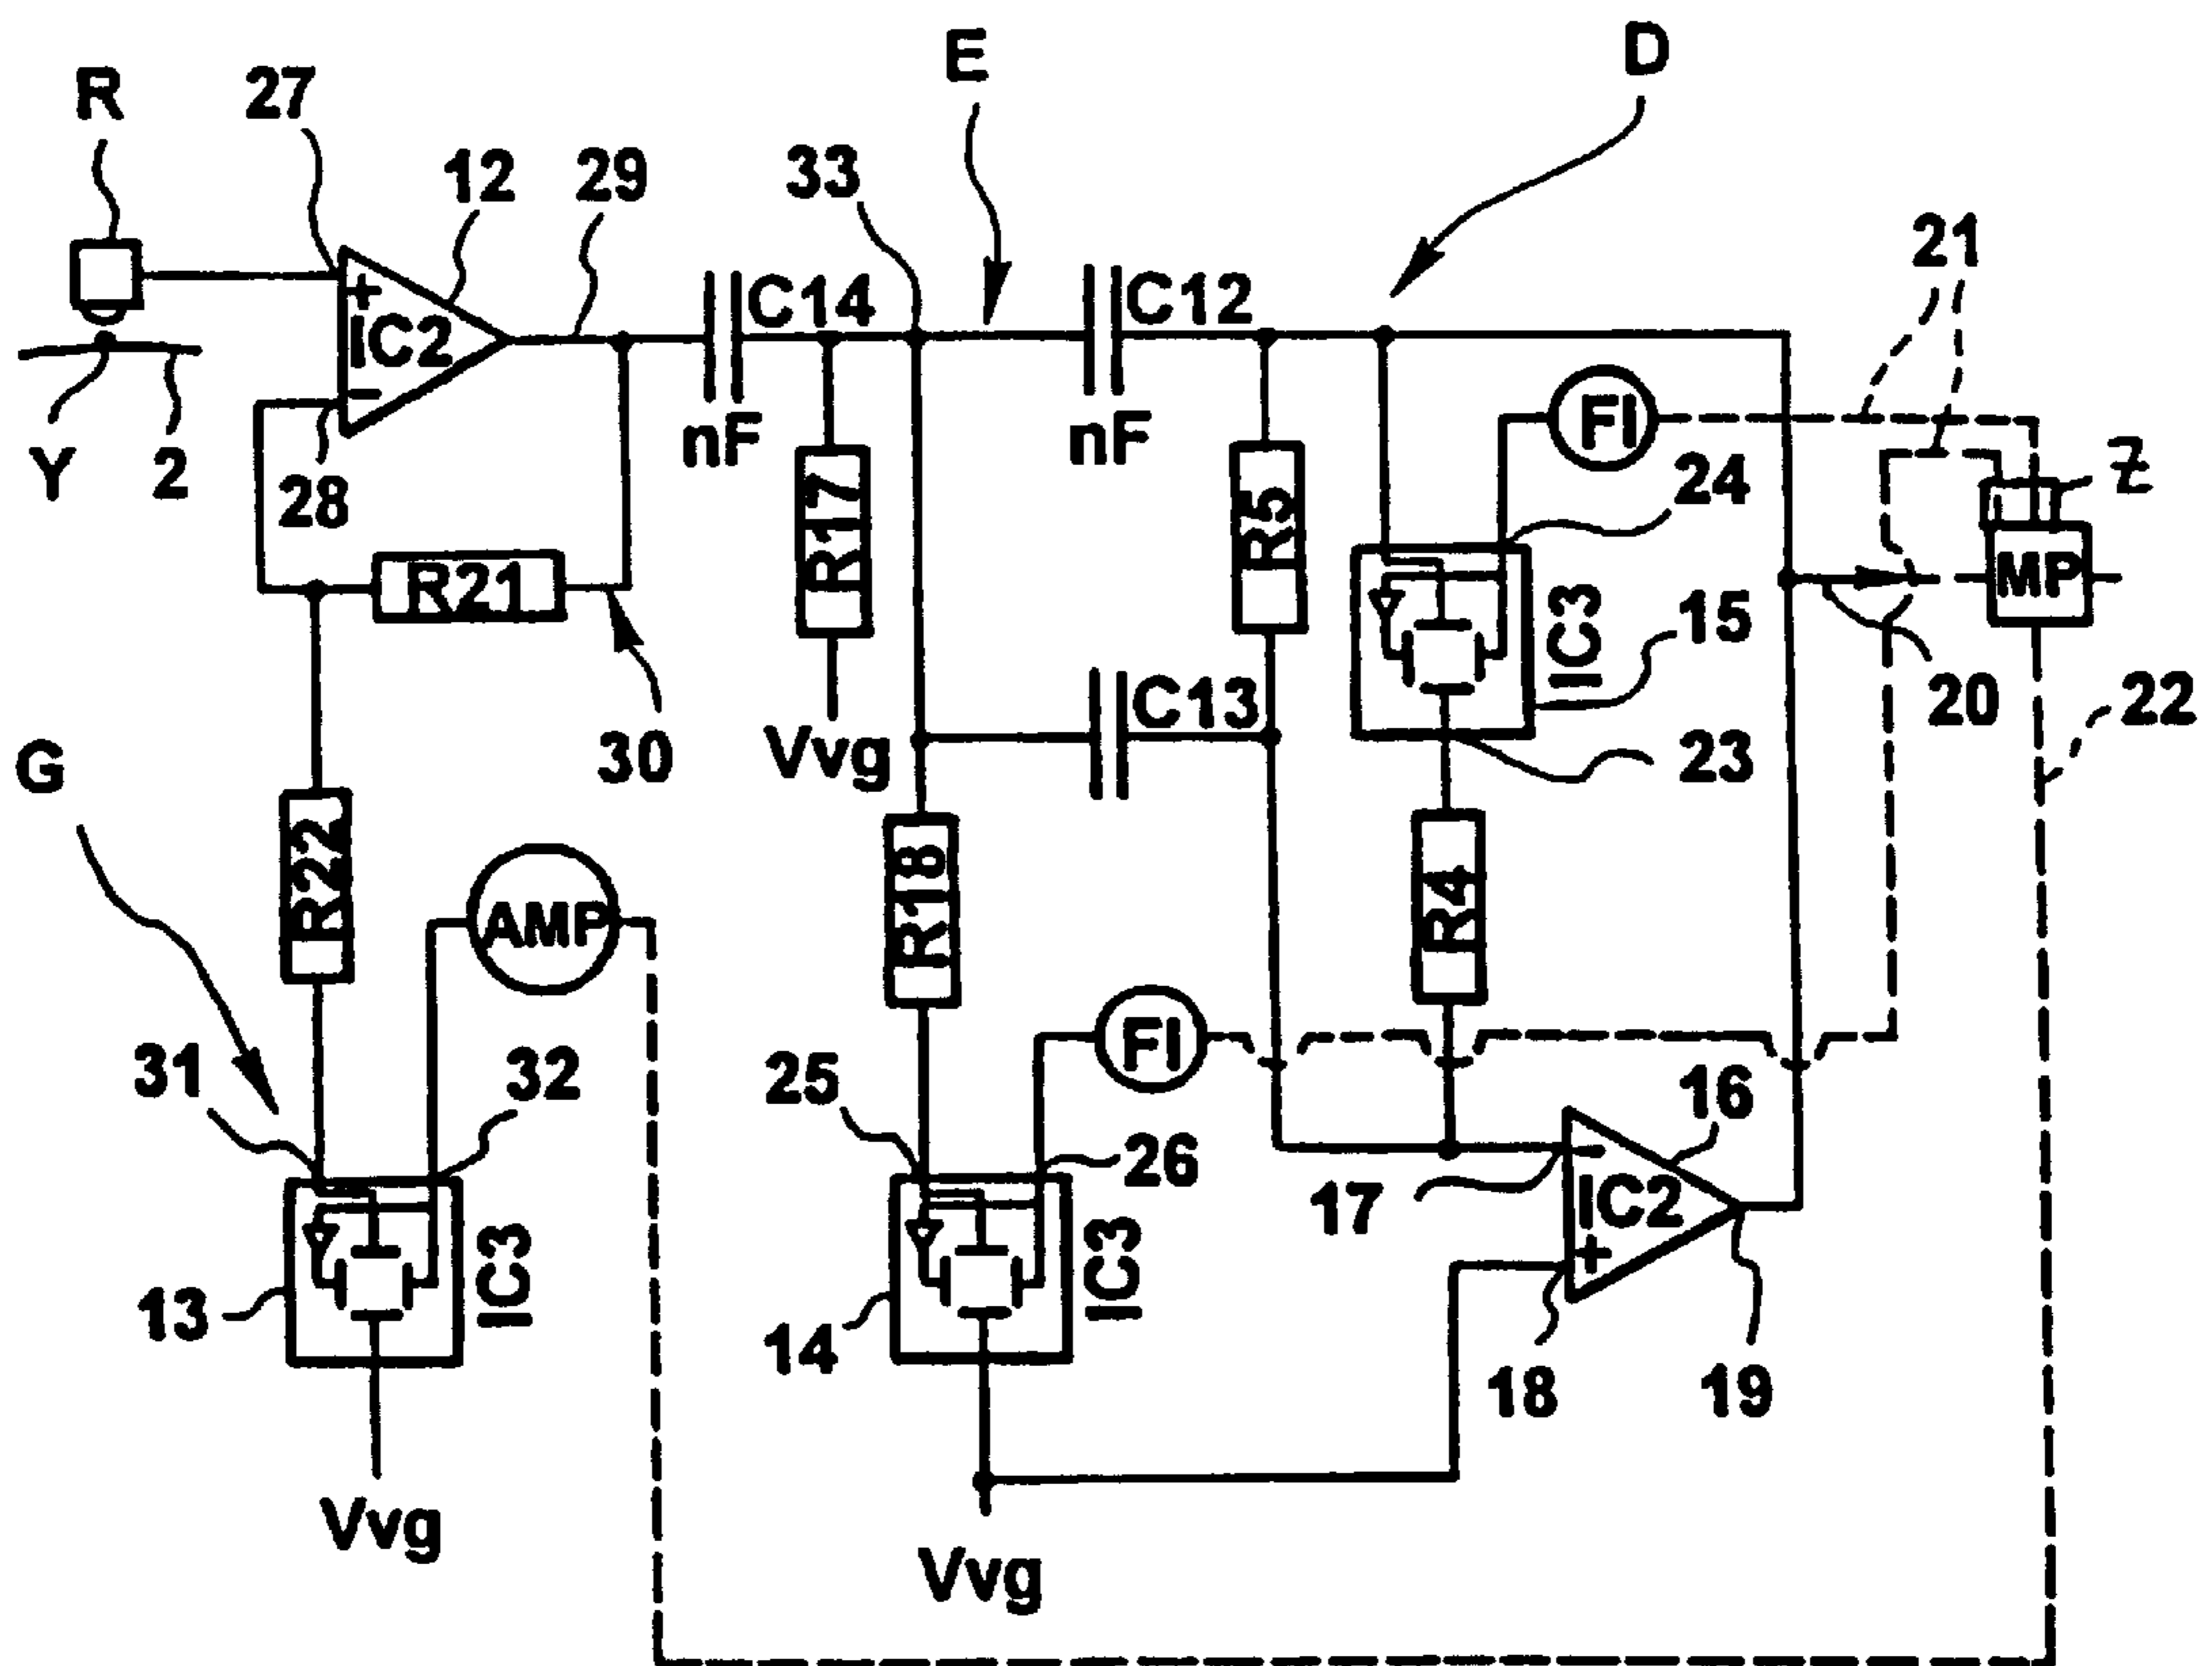 E
D
R
27
12
29
33
21
C14
C12
+
IC2
−
FI
nF
nF
24
Z
Y
2
28
R17
R5
MP
R21
IC3
15
C13
20
22
30
Vvg
23
G
R22
R18
R4
AMP
FI
31
32
25
26
16
17
IC2
−
+
13
IC3
14
IC3
18
19
Vvg
Vvg